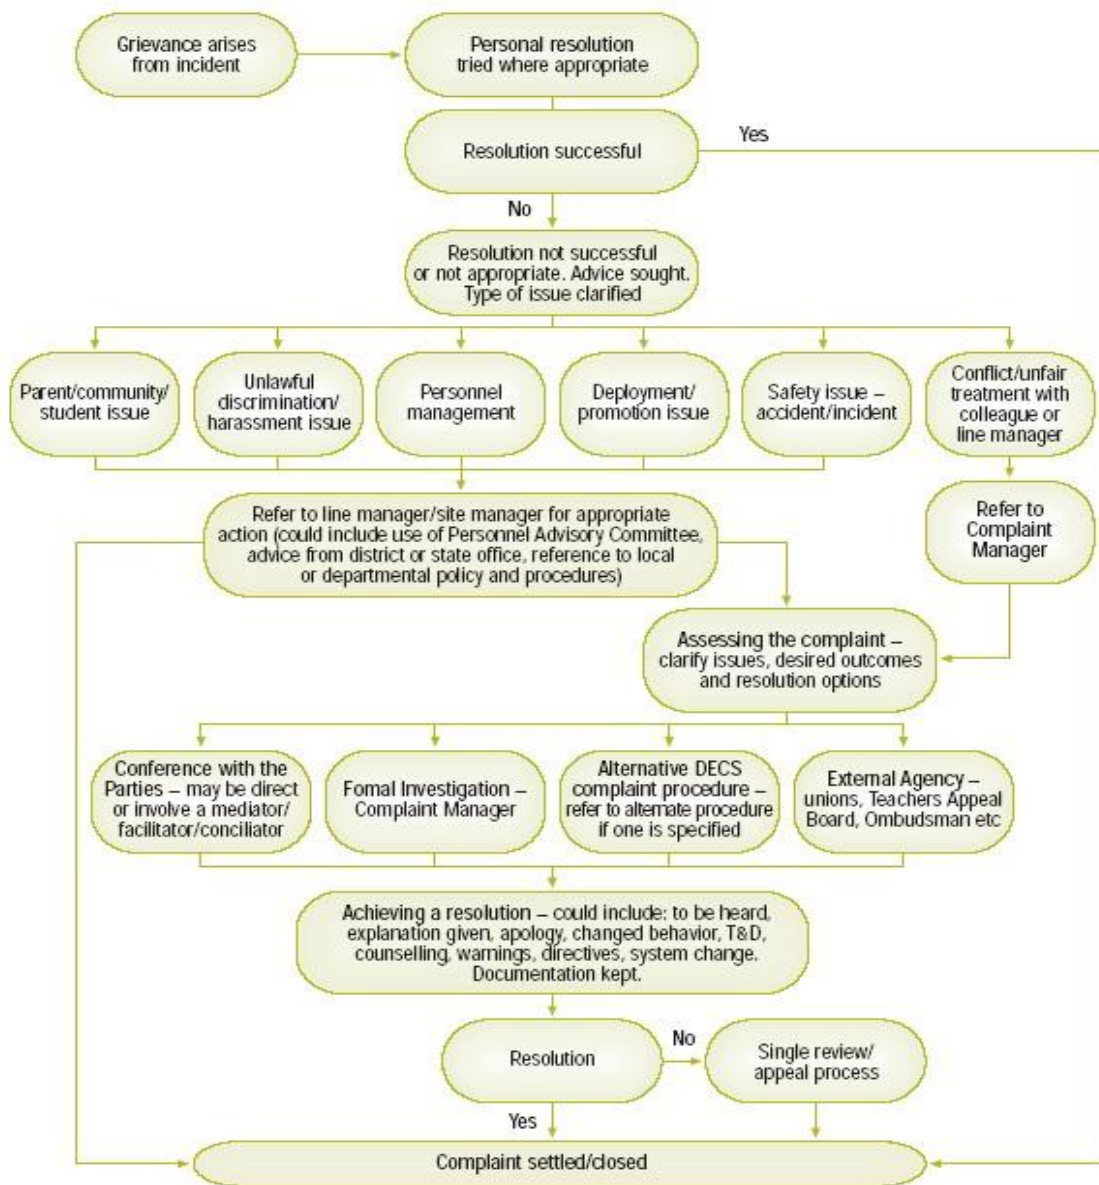 Grievance arises
from incident
Personal resolution
tried where appropriate
Resolution successful
Yes
No
Resolution not successful
or not appropriate. Advice sought.
Type of issue clarified
Parent/community/
student issue
Unlawful
discrimination/
harassment issue
Personnel
management
Deployment/
promotion issue
Safety issue –
accident/incident
Conflict/unfair
treatment with
colleague or
line manager
Refer to line manager/site manager for appropriate
action (could include use of Personnel Advisory Committee,
advice from district or state office, reference to local
or departmental policy and procedures)
Refer to
Complaint
Manager
Assessing the complaint –
clarify issues, desired outcomes
and resolution options
Conference with the
Parties – may be direct
or involve a mediator/
facilitator/conciliator
Fomal Investigation –
Complaint Manager
Alternative DECS
complaint procedure –
refer to alternate procedure
if one is specified
External Agency –
unions, Teachers Appeal
Board, Ombudsman etc
Achieving a resolution – could include: to be heard,
explanation given, apology, changed behavior, T&D,
counselling, warnings, directives, system change.
Documentation kept.
Resolution
No
Single review/
appeal process
Yes
Complaint settled/closed